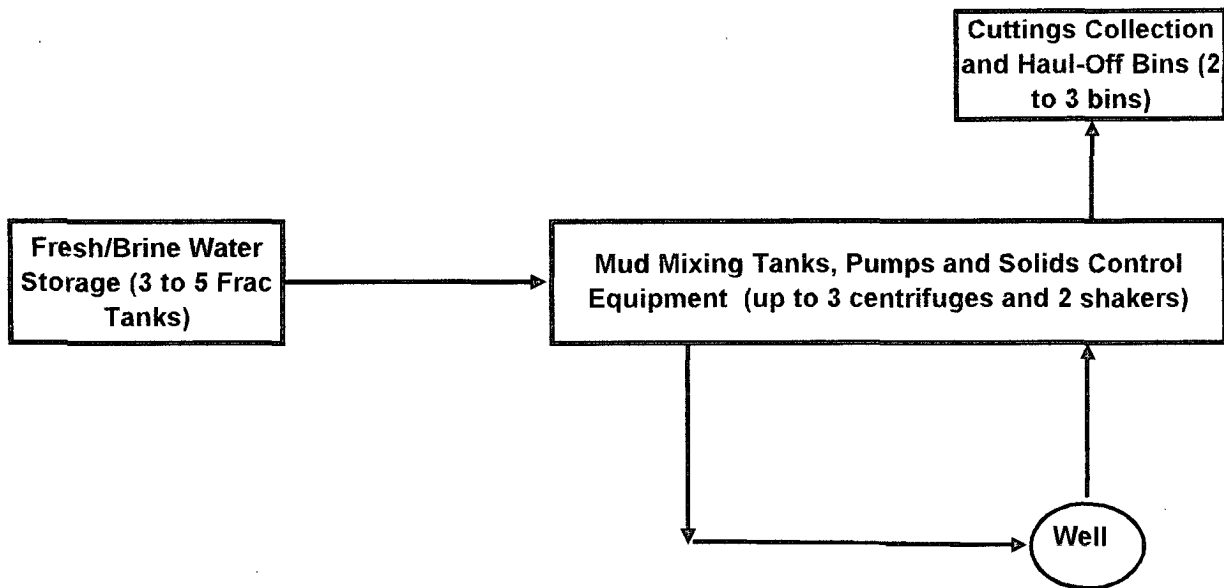 Cuttings Collection
and Haul-Off Bins (2
to 3 bins)
Fresh/Brine Water
Storage (3 to 5 Frac
Tanks)
Mud Mixing Tanks, Pumps and Solids Control
Equipment (up to 3 centrifuges and 2 shakers)
Well